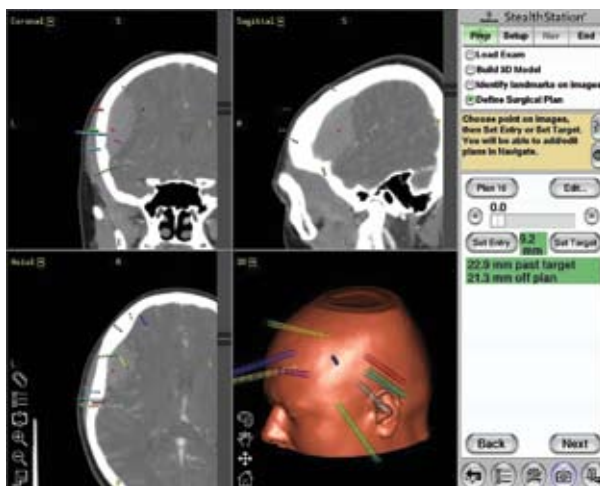 Coronal
S
Sagittal
S
StealthStation
Prep Setup Nav End
Load Exam
Build 3D Model
Identify landmarks on images
Define Surgical Plan
Choose point on images,
then Set Entry or Set Target.
You will be able to add/edit
plans in Navigate.
L
Plan
Edit...
0.0
Set Entry
9.2
mm
Set Target
22.9 mm past target
21.3 mm off plan
Axial
A
3D
L
Back
Next